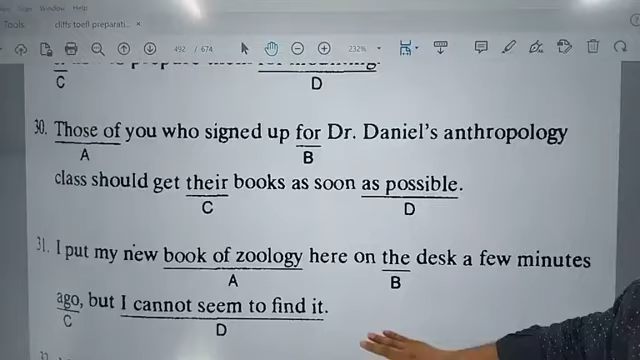 Window Help
Tools
cliffs toefl preparati... ×
492 / 674
232%
C
D
30. Those of you who signed up for Dr. Daniel's anthropology
A
B
class should get their books as soon as possible.
C
D
31. I put my new book of zoology here on the desk a few minutes
A
B
ago, but I cannot seem to find it.
C
D